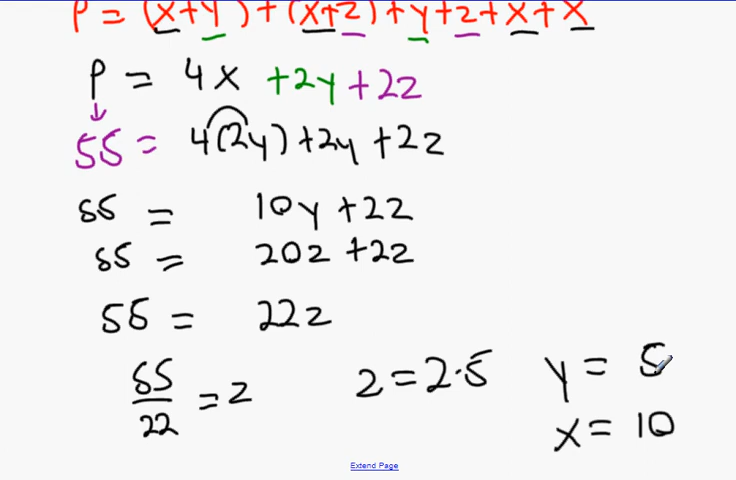 P = (x+y)+(x+z)+y+z+x+x
P = 4x +2y +2z
55 = 4(2y)+2y +2z
55 = 10y +2z
55 = 20z +2z
55 = 22z
55/22 = z z = 2.5 y = 5
x = 10
Extend Page